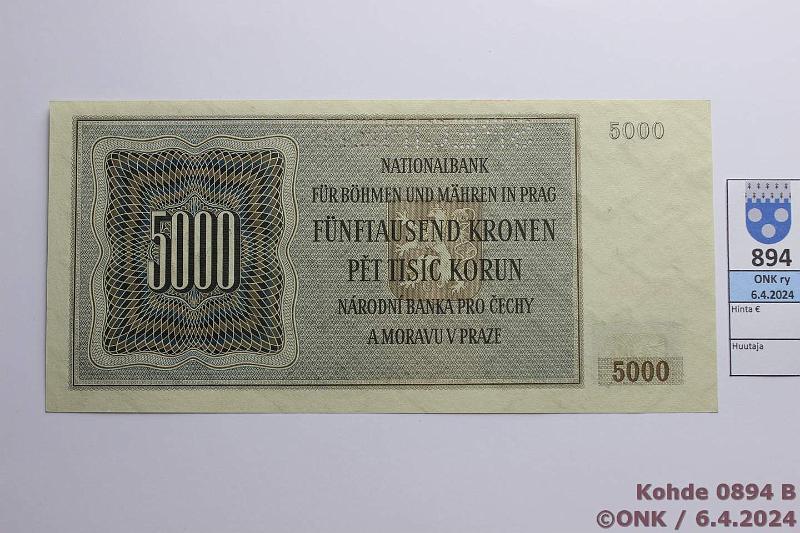 5000
NATIONALBANK
FÜR BÖHMEN UND MÄHREN IN PRAG
FÜNFTAUSEND KRONEN
PĚT TISÍC KORUN
NÁRODNÍ BANKA PRO ČECHY
A MORAVU V PRAZE
5000
5000
894
ONK ry
6.4.2024
Hinta €
Huutaja
Kohde 0894 B
©ONK / 6.4.2024